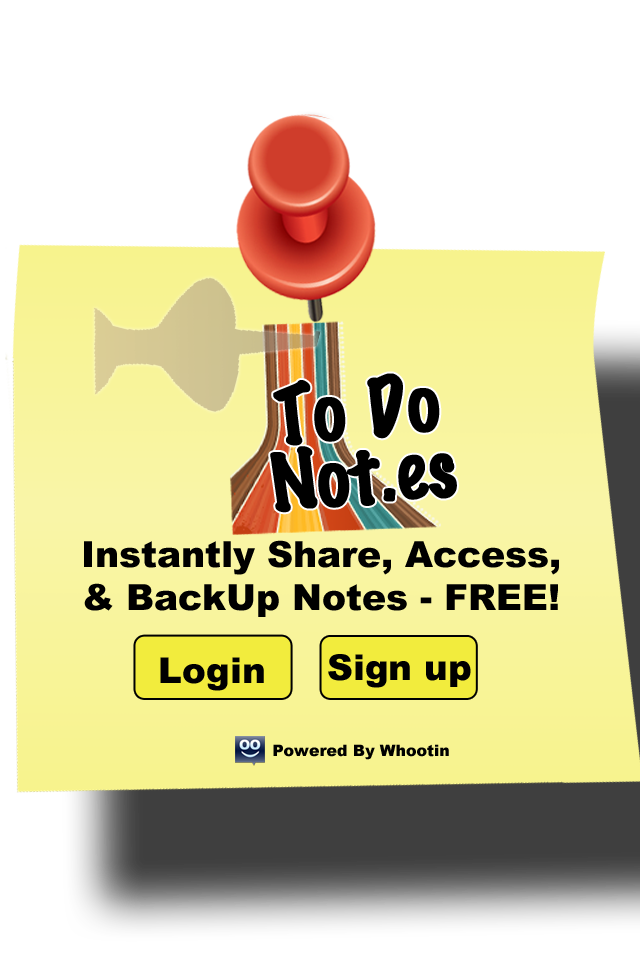 To Do
Not.es
Instantly Share, Access,
& BackUp Notes - FREE!
Login
Sign up
Powered By Whootin